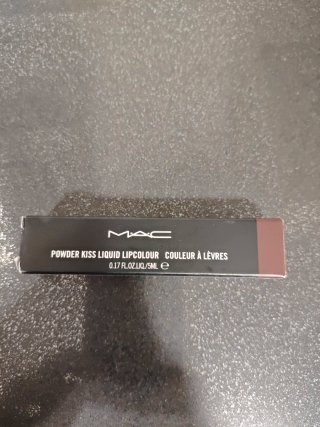 MAC
POWDER KISS LIQUID LIPCOLOUR COULEUR À LÈVRES
0.17 FL.OZ.LIQ./5ML ℮